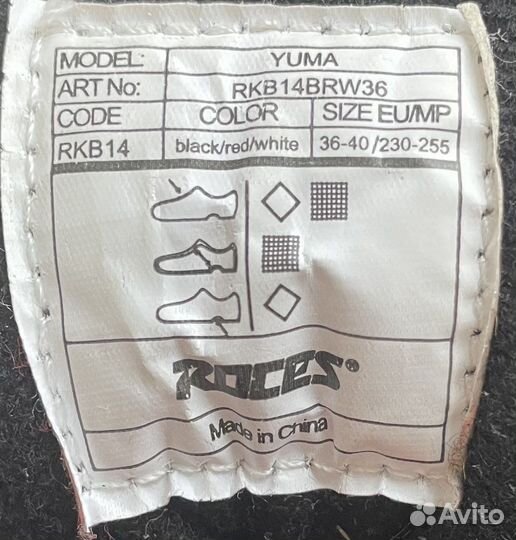 MODEL: YUMA
ART No: RKB14BRW36
CODE COLOR SIZE EU/MP
RKB14 black/red/white 36-40/230-255
ROCES®
Made in China
Avito